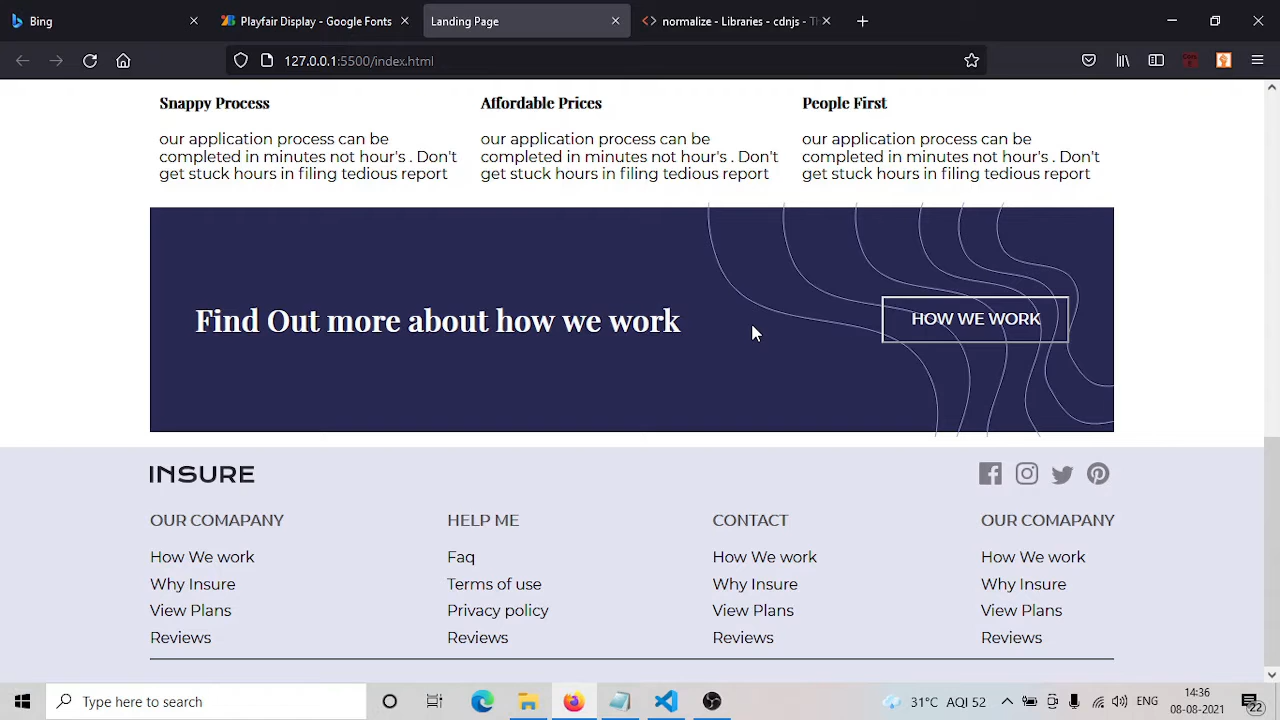 Bing
Playfair Display - Google Fonts
Landing Page
normalize - Libraries - cdnjs - T
127.0.0.1:5500/index.html
Snappy Process
Affordable Prices
People First
our application process can be
completed in minutes not hour's . Don't
get stuck hours in filing tedious report
our application process can be
completed in minutes not hour's . Don't
get stuck hours in filing tedious report
our application process can be
completed in minutes not hour's . Don't
get stuck hours in filing tedious report
Find Out more about how we work
HOW WE WORK
INSURE
OUR COMAPANY
How We work
Why Insure
View Plans
Reviews
HELP ME
Faq
Terms of use
Privacy policy
Reviews
CONTACT
How We work
Why Insure
View Plans
Reviews
OUR COMAPANY
How We work
Why Insure
View Plans
Reviews
Type here to search
31°C AQI 52
14:36
08-08-2021
22